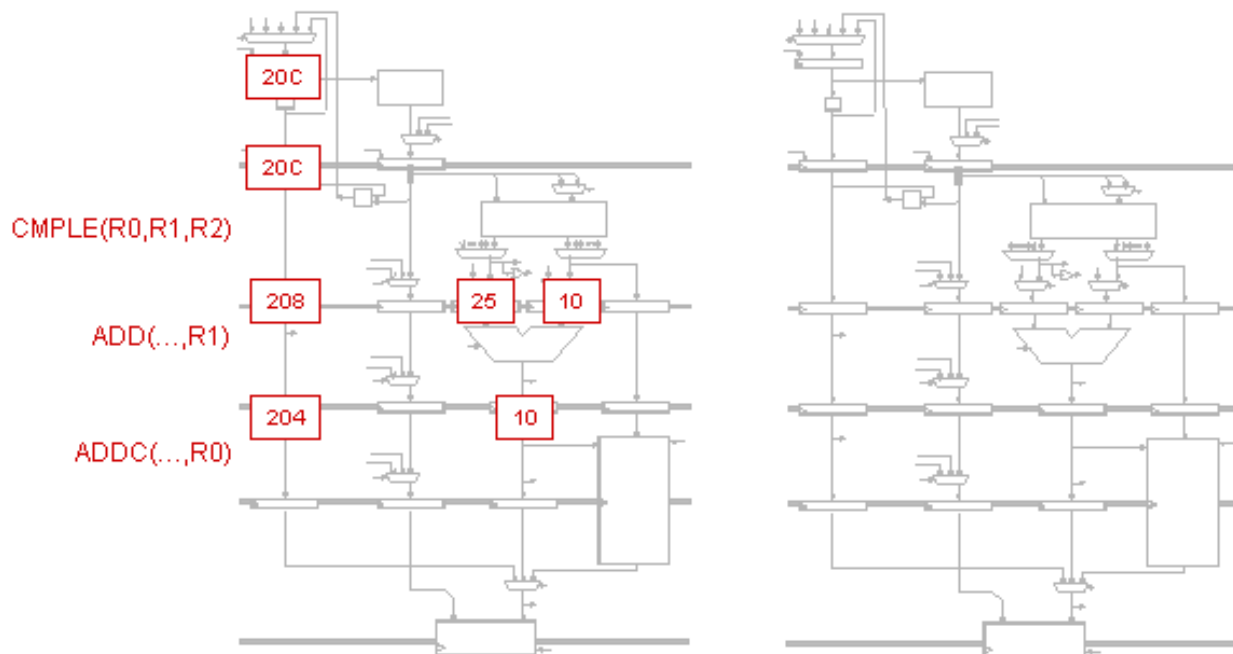 20C
20C
CMPLE(R0,R1,R2)
208
25
10
ADD(...,R1)
204
10
ADDC(...,R0)